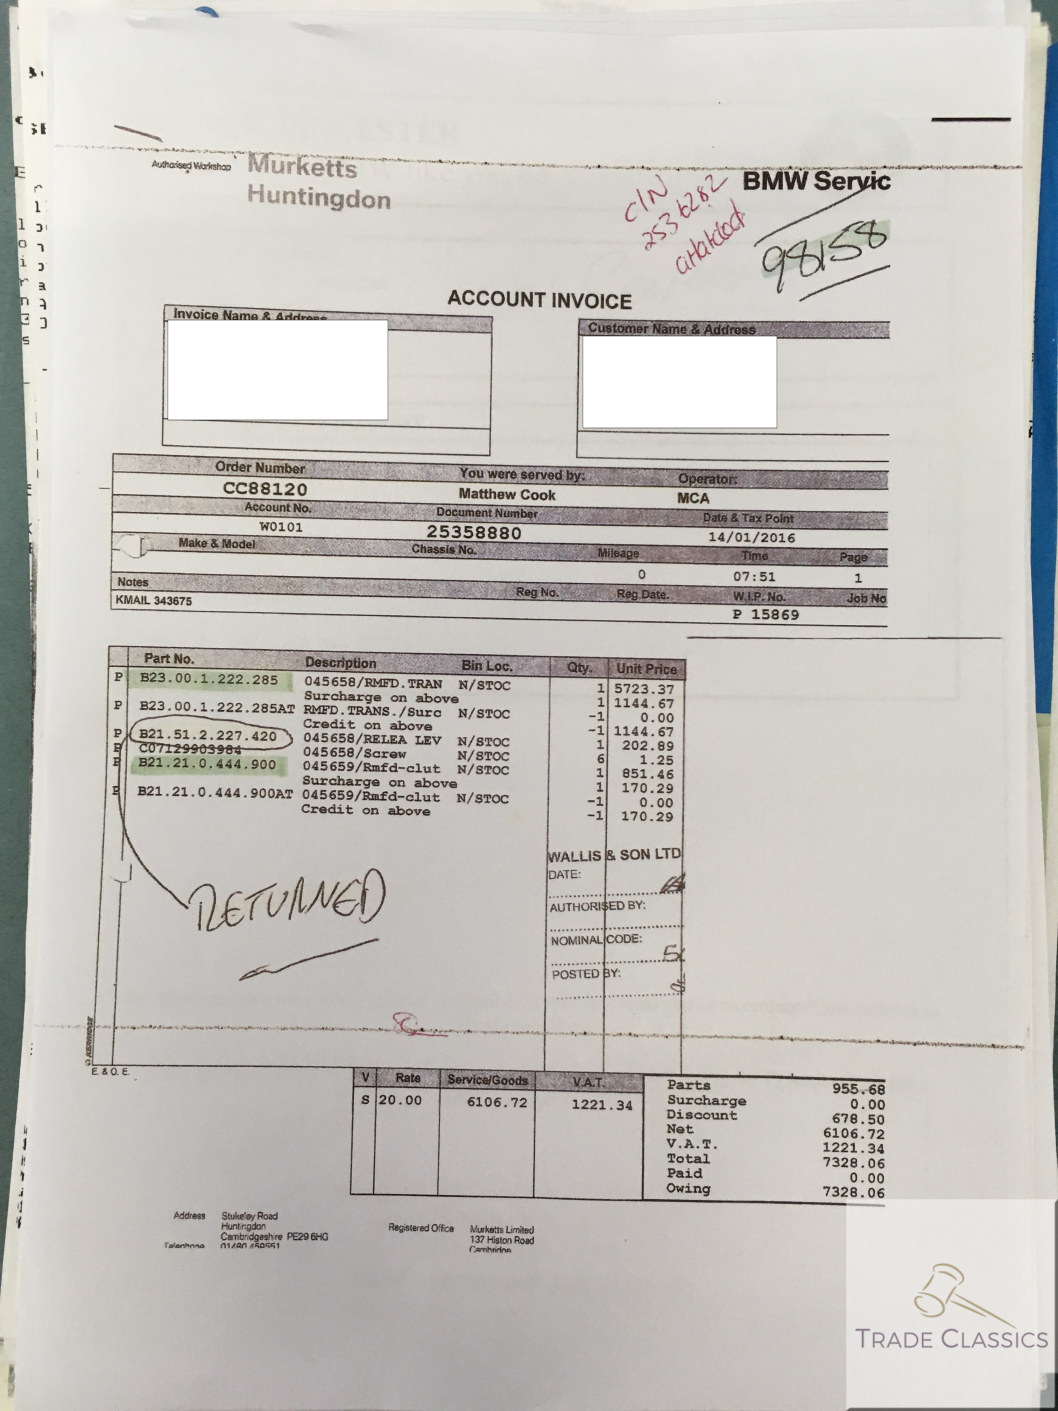 Authorised Workshop
Murketts
Huntingdon
BMW Servic
C/N
2536282
attatched
98158
ACCOUNT INVOICE
Invoice Name & Address
Customer Name & Address
Order Number You were served by: Operator:
CC88120 Matthew Cook MCA
Account No. Document Number Date & Tax Point
W0101 25358880 14/01/2016
Make & Model Chassis No. Mileage Time Page
0 07:51 1
Notes Reg No. Reg Date. W.I.P. No. Job No
KMAIL 343675 P 15869
Part No. Description Bin Loc. Qty. Unit Price
P B23.00.1.222.285 045658/RMFD.TRAN N/STOC 1 5723.37
Surcharge on above 1 1144.67
P B23.00.1.222.285AT RMFD.TRANS./Surc N/STOC -1 0.00
Credit on above -1 1144.67
P B21.51.2.227.420 045658/RELEA LEV N/STOC 1 202.89
P C07129903984 045658/Screw N/STOC 6 1.25
P B21.21.0.444.900 045659/Rmfd-clut N/STOC 1 851.46
Surcharge on above 1 170.29
P B21.21.0.444.900AT 045659/Rmfd-clut N/STOC -1 0.00
Credit on above -1 170.29
RETURNED
WALLIS & SON LTD
DATE:
AUTHORISED BY:
NOMINAL CODE:
POSTED BY:
E. & O. E.
V Rate Service/Goods V.A.T.
S 20.00 6106.72 1221.34
Parts 955.68
Surcharge 0.00
Discount 678.50
Net 6106.72
V.A.T. 1221.34
Total 7328.06
Paid 0.00
Owing 7328.06
Address Stukeley Road
Huntingdon
Cambridgeshire PE29 6HG
Telephone 01480 459551
Registered Office Murketts Limited
137 Histon Road
Cambridge
TRADE CLASSICS